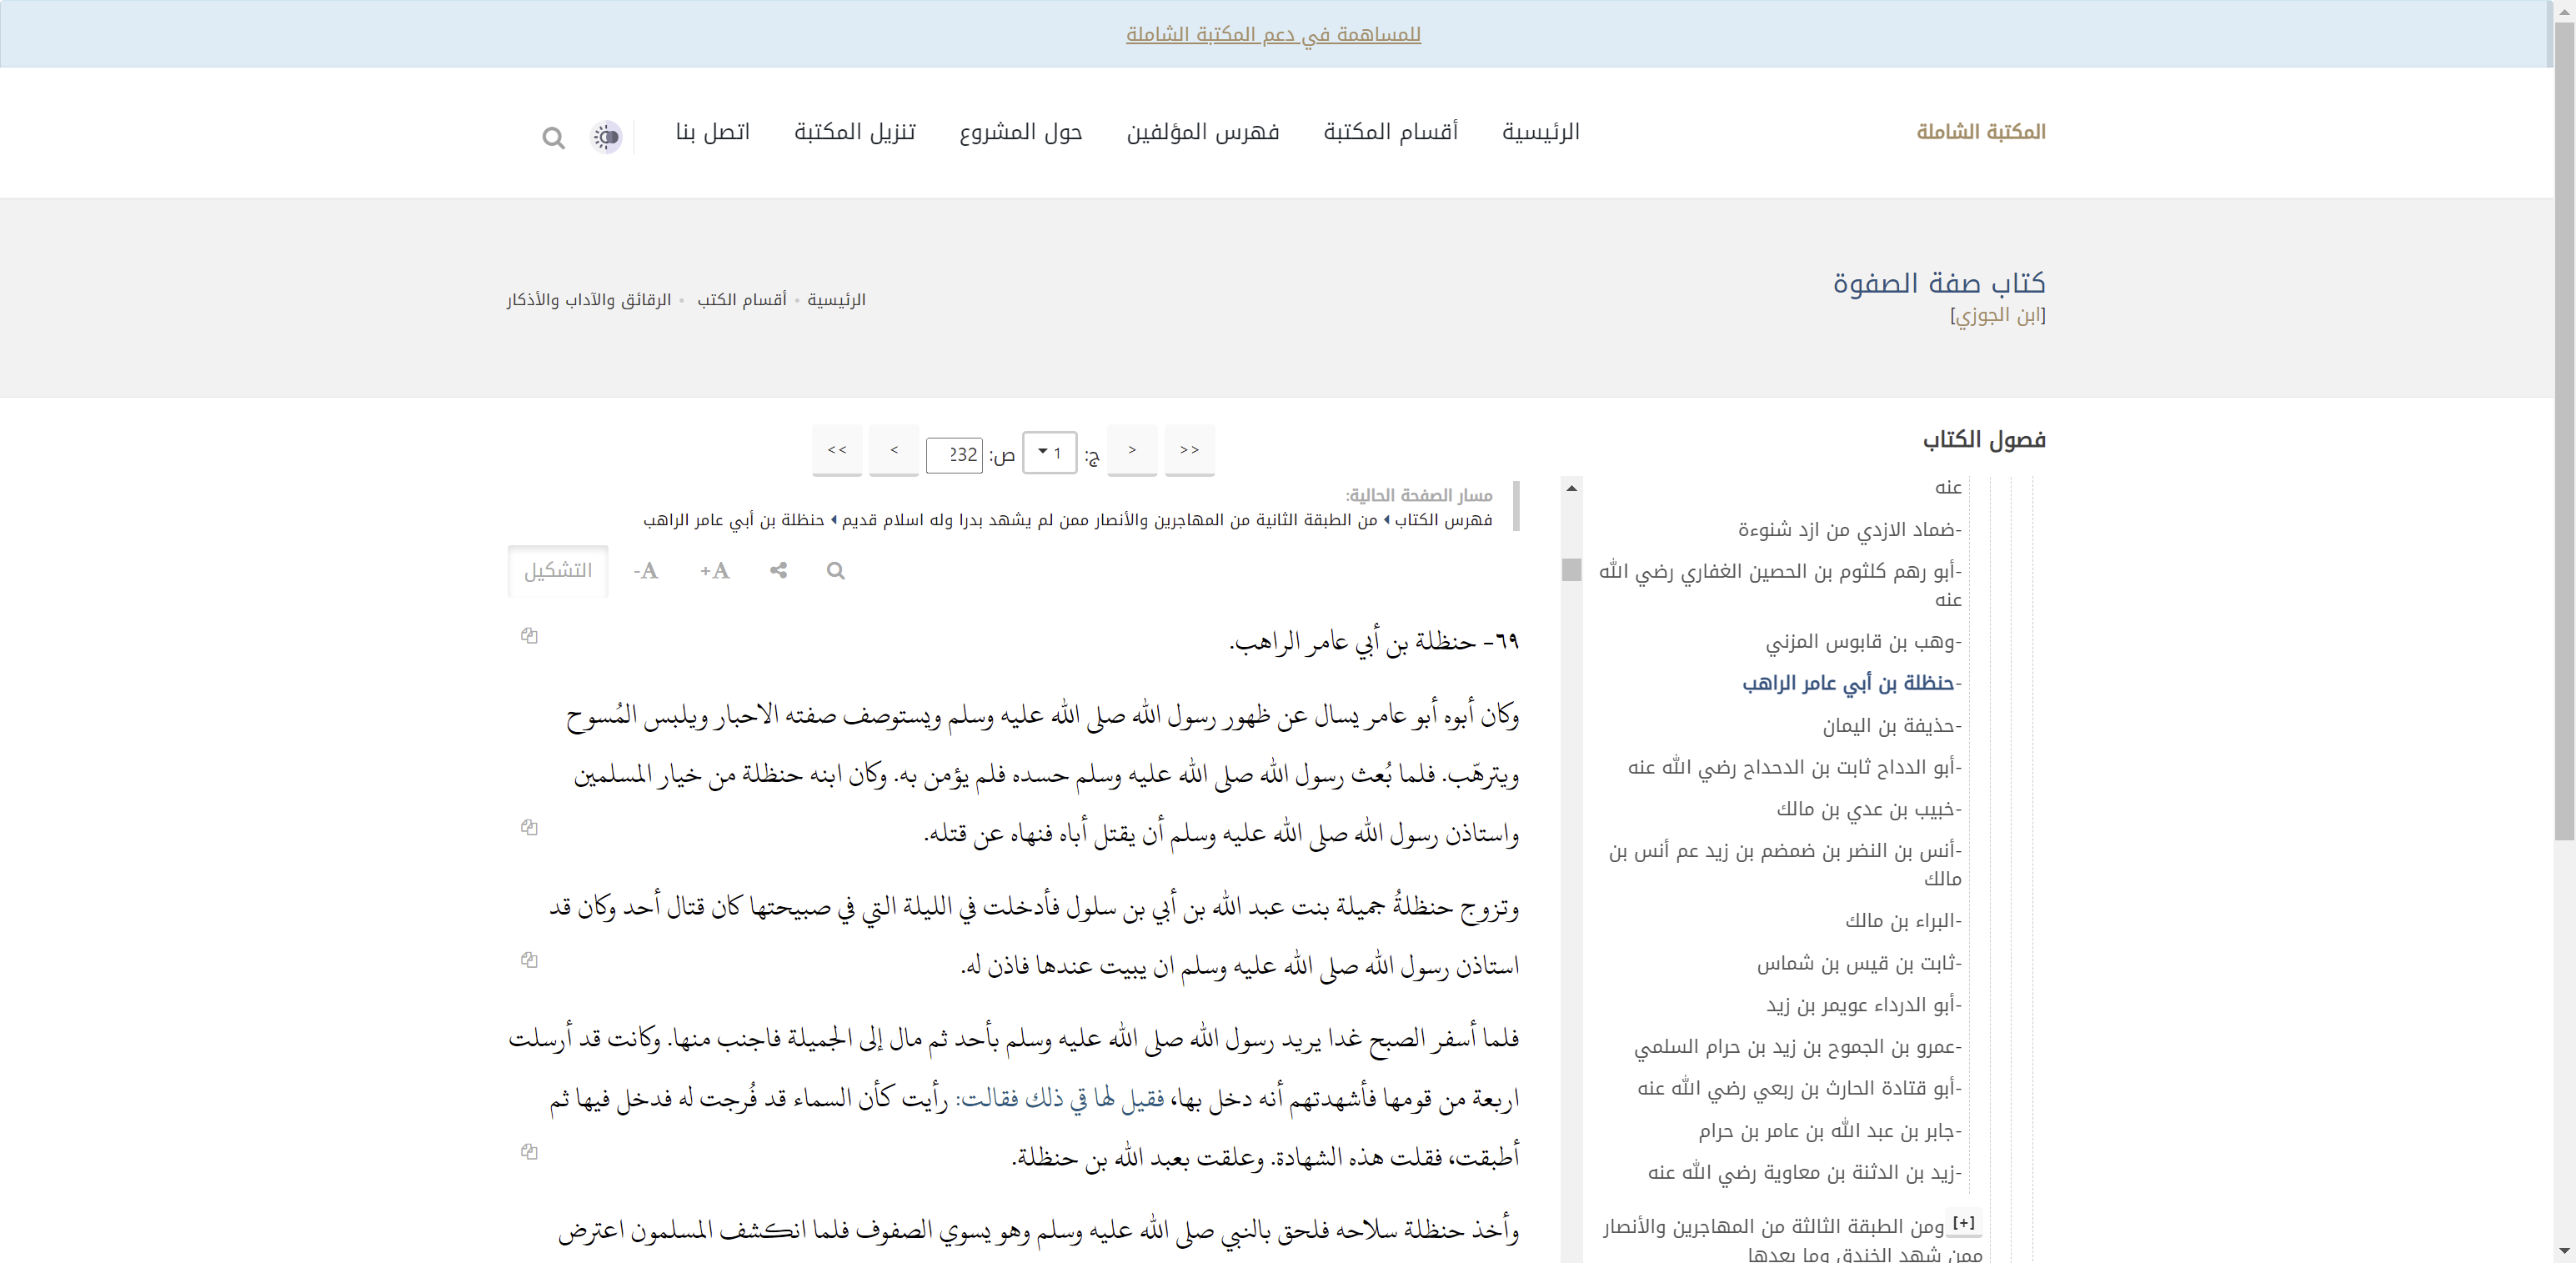 للمساهمة في دعم المكتبة الشاملة
المكتبة الشاملة
الرئيسية
أقسام المكتبة
فهرس المؤلفين
حول المشروع
تنزيل المكتبة
اتصل بنا
كتاب صفة الصفوة
[ابن الجوزي]
الرئيسية • أقسام الكتب • الرقائق والآداب والأذكار
فصول الكتاب
عنه
-ضماد الازدي من ازد شنوءة
-أبو رهم كلثوم بن الحصين الغفاري رضي الله
عنه
-وهب بن قابوس المزني
-حنظلة بن أبي عامر الراهب
-حذيفة بن اليمان
-أبو الدداح ثابت بن الدحداح رضي الله عنه
-خبيب بن عدي بن مالك
-أنس بن النضر بن ضمضم بن زيد عم أنس بن
مالك
-البراء بن مالك
-ثابت بن قيس بن شماس
-أبو الدرداء عويمر بن زيد
-عمرو بن الجموح بن زيد بن حرام السلمي
-أبو قتادة الحارث بن ربعي رضي الله عنه
-جابر بن عبد الله بن عامر بن حرام
-زيد بن الدثنة بن معاوية رضي الله عنه
[+] ومن الطبقة الثالثة من المهاجرين والأنصار
ممن شهد الخندق وما بعدها
<< < ج: 1 ص: 232 > >>
مسار الصفحة الحالية:
فهرس الكتاب من الطبقة الثانية من المهاجرين والأنصار ممن لم يشهد بدرا وله اسلام قديم حنظلة بن أبي عامر الراهب
A+ A- التشكيل
٦٩- حنظلة بن أبي عامر الراهب.
وكان أبوه أبو عامر يسال عن ظهور رسول الله صلى الله عليه وسلم ويستوصف صفته الاحبار ويلبس المُسوح
ويترهّب. فلما بُعث رسول الله صلى الله عليه وسلم حسده فلم يؤمن به. وكان ابنه حنظلة من خيار المسلمين
واستاذن رسول الله صلى الله عليه وسلم أن يقتل أباه فنهاه عن قتله.
وتزوج حنظلةُ جميلة بنت عبد الله بن أبي بن سلول فأدخلت في الليلة التي في صبيحتها كان قتال أحد وكان قد
استاذن رسول الله صلى الله عليه وسلم ان يبيت عندها فاذن له.
فلما أسفر الصبح غدا يريد رسول الله صلى الله عليه وسلم بأحد ثم مال إلى الجميلة فاجنب منها. وكانت قد أرسلت
اربعة من قومها فأشهدتهم أنه دخل بها، فقيل لها قي ذلك فقالت: رأيت كأن السماء قد فُرجت له فدخل فيها ثم
أطبقت، فقلت هذه الشهادة. وعلقت بعبد الله بن حنظلة.
وأخذ حنظلة سلاحه فلحق بالنبي صلى الله عليه وسلم وهو يسوي الصفوف فلما انكشف المسلمون اعترض